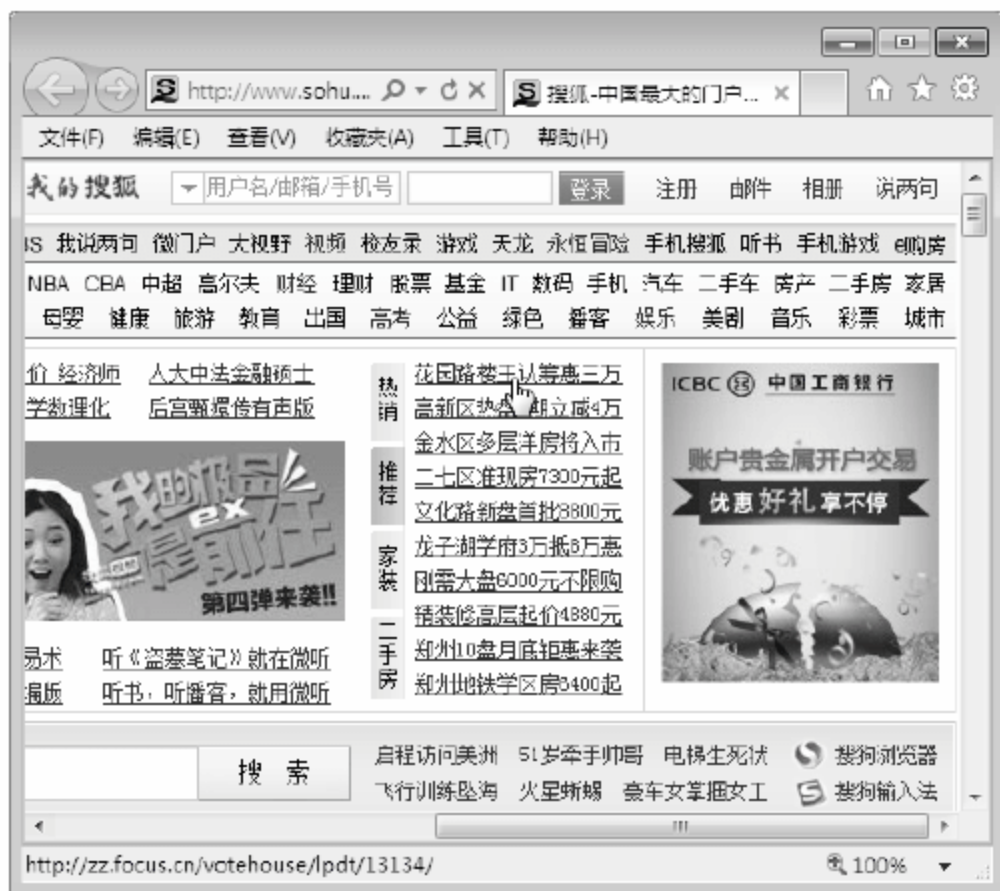 http://www.sohu.... 搜狐-中国最大的门户...
文件(F) 编辑(E) 查看(V) 收藏夹(A) 工具(T) 帮助(H)
我的搜狐 用户名/邮箱/手机号 登录 注册 邮件 相册 说两句
我说两句 微门户 大视野 视频 校友录 游戏 天龙 永恒冒险 手机搜狐 听书 手机游戏 e购房
NBA CBA 中超 高尔夫 财经 理财 股票 基金 IT 数码 手机 汽车 二手车 房产 二手房 家居
母婴 健康 旅游 教育 出国 高考 公益 绿色 播客 娱乐 美剧 音乐 彩票 城市
价 经济师 人大中法金融硕士
学数理化 后宫甄嬛传有声版
我的极品
ex
是前任
第四弹来袭!!
易术 听《盗墓笔记》就在微听
编版 听书，听播客，就用微听
热销
推荐
家装
二手房
花园路楼王认筹惠三万
高新区热盘 立减4万
金水区多层洋房将入市
二七区准现房7300元起
文化路新盘首批8800元
龙子湖学府3万抵6万惠
刚需大盘6000元不限购
精装修高层起价4880元
郑州10盘月底钜惠来袭
郑州地铁学区房5400起
ICBC 中国工商银行
账户贵金属开户交易
优惠好礼享不停
搜 索
启程访问美洲 51岁牵手帅哥 电梯生死状 搜狗浏览器
飞行训练坠海 火星蜥蜴 豪车女掌掴女工 搜狗输入法
http://zz.focus.cn/votehouse/lpdt/13134/ 100%